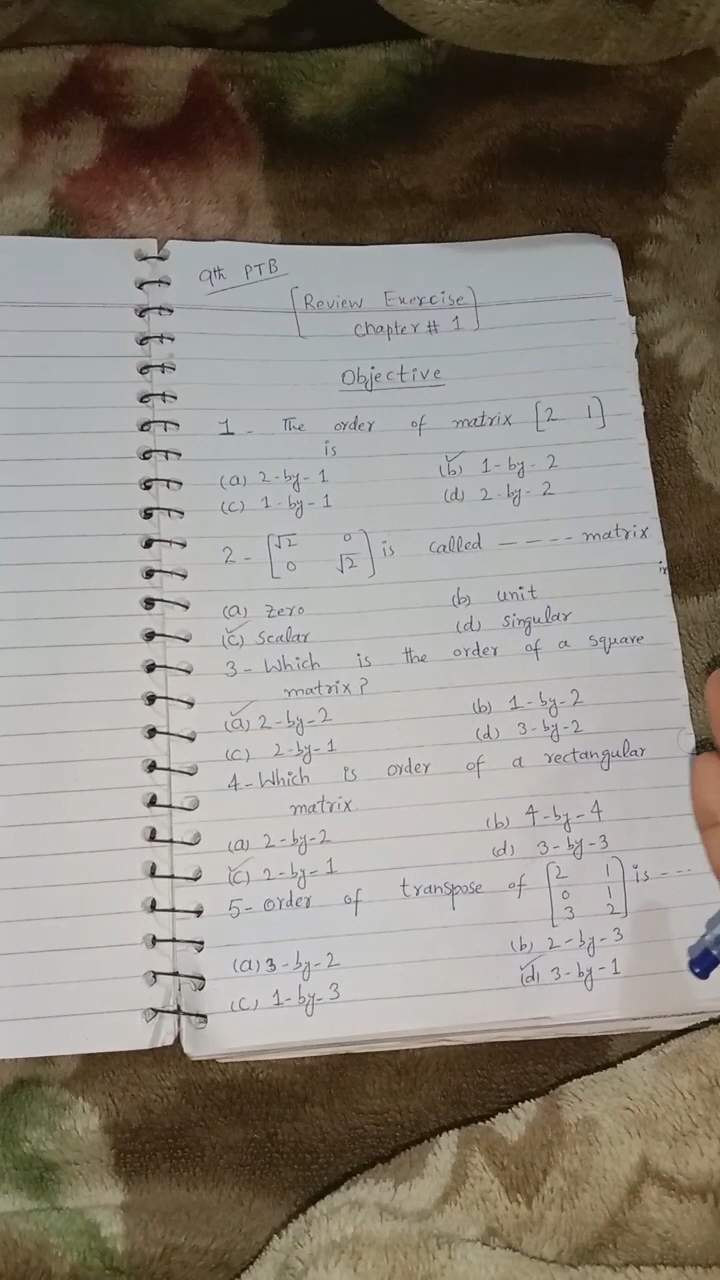 9th PTB
[Review Exercise
Chapter # 1]
Objective
1 - The order of matrix [2 1]
is
(a) 2-by-1 (b) ✓ 1-by-2
(c) 1-by-1 (d) 2-by-2
2 - [√2 0
0 √2] is called ---- matrix
(a) zero (b) unit
(c) ✓ Scalar (d) singular
3 - Which is the order of a square
matrix?
(a) ✓ 2-by-2 (b) 1-by-2
(c) 2-by-1 (d) 3-by-2
4 - Which is order of a rectangular
matrix
(a) 2-by-2 (b) 4-by-4
(c) ✓ 2-by-1 (d) 3-by-3
5 - order of transpose of [2 1
0 1
3 2] is ---
(a) 3-by-2 (b) 2-by-3
(c) 1-by-3 (d) ✓ 3-by-1